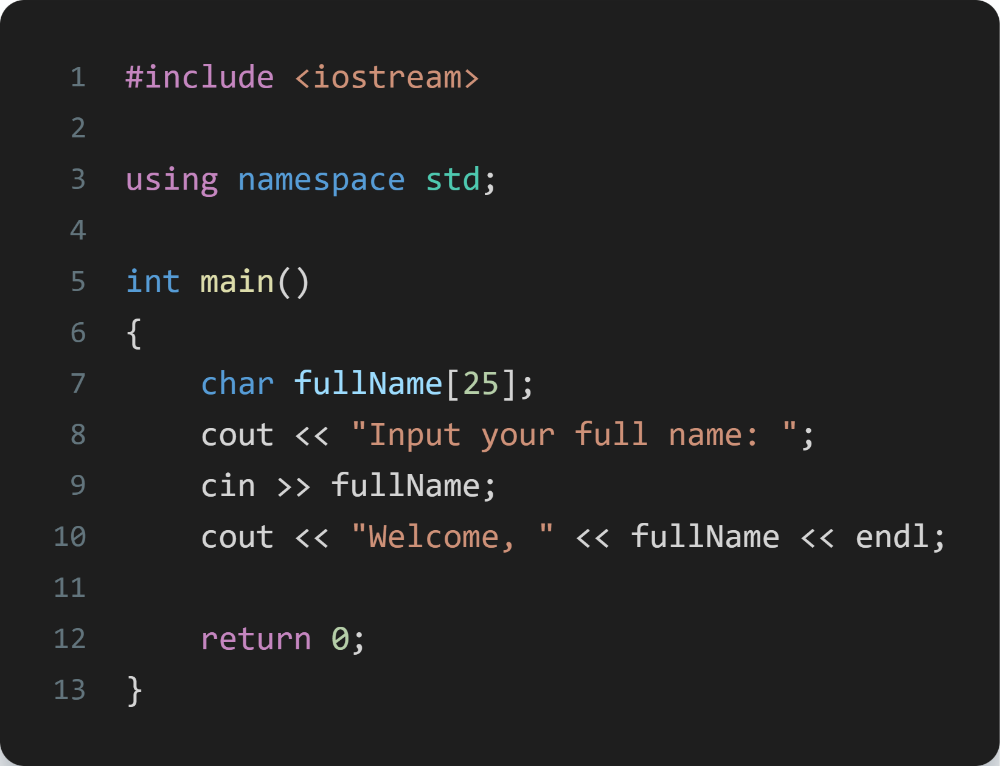 1 #include <iostream>
2
3 using namespace std;
4
5 int main()
6 {
7     char fullName[25];
8     cout << "Input your full name: ";
9     cin >> fullName;
10     cout << "Welcome, " << fullName << endl;
11
12     return 0;
13 }